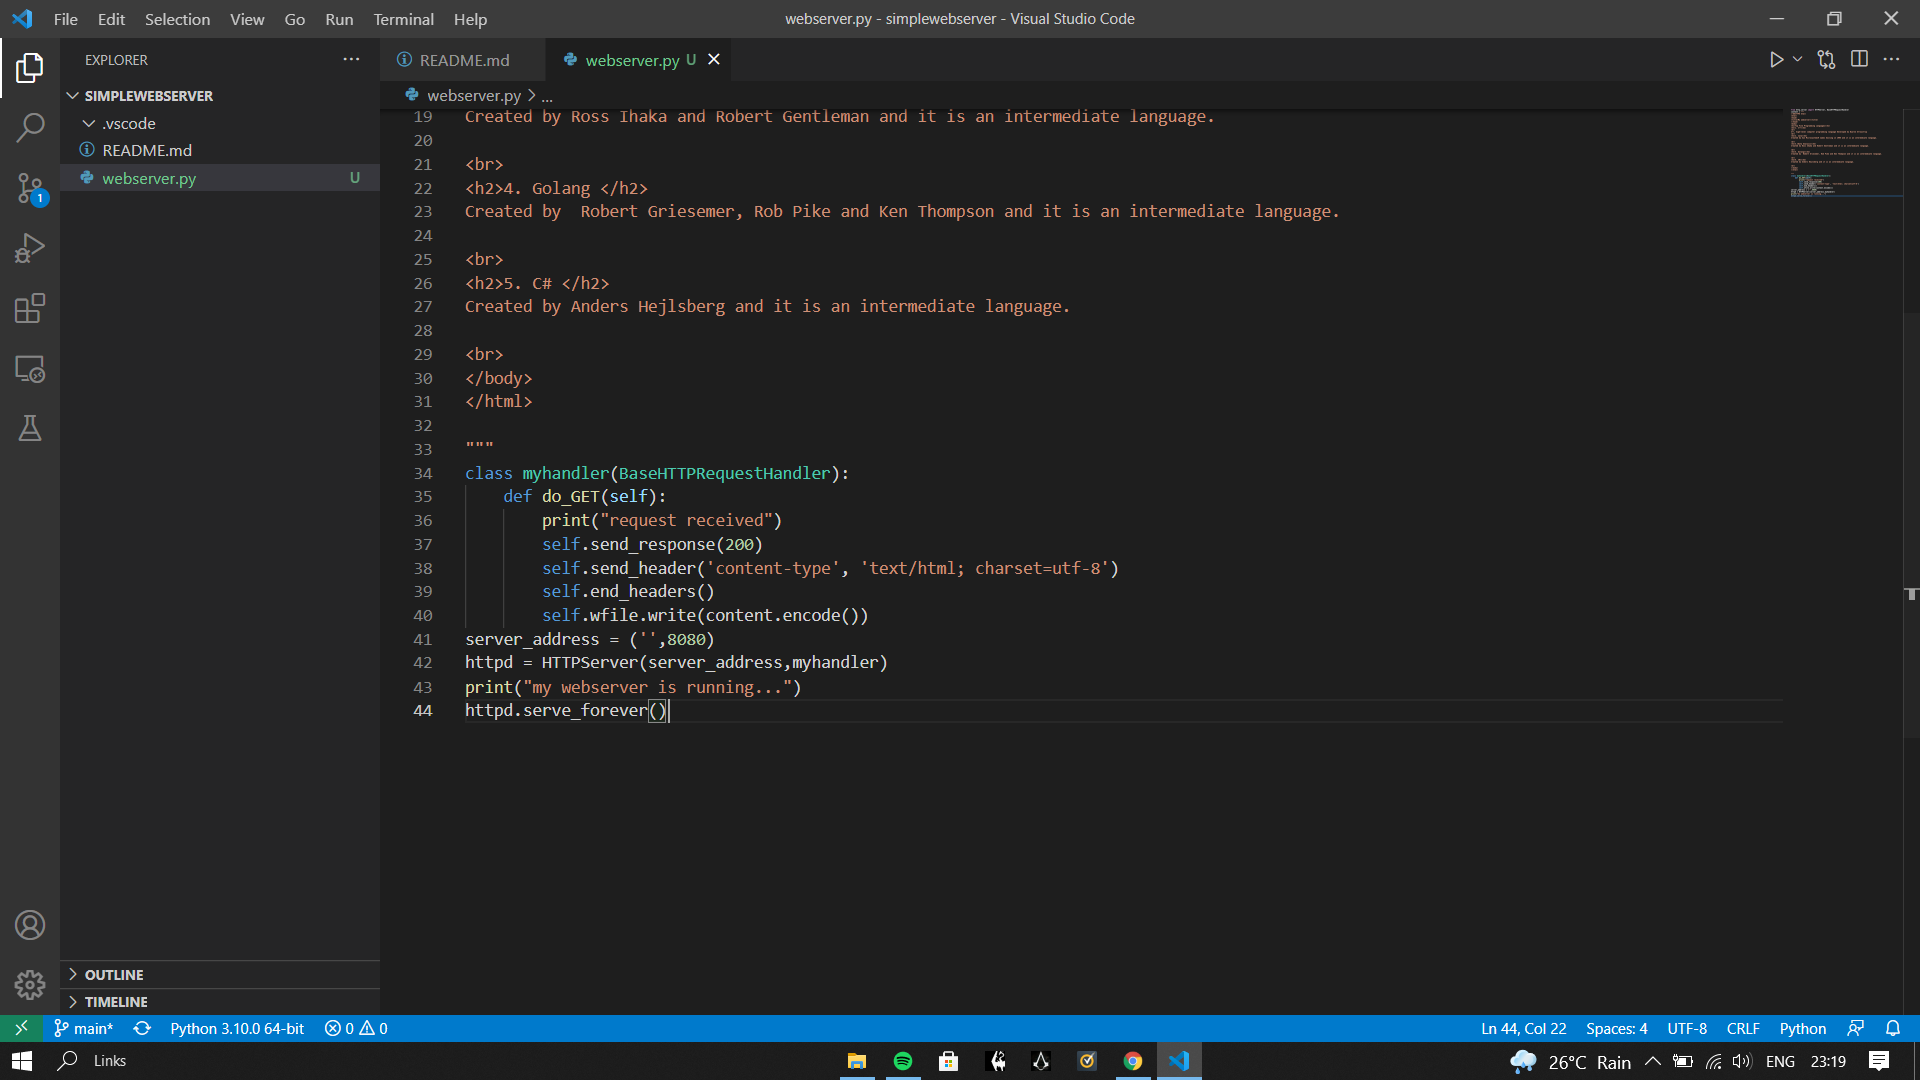 File Edit Selection View Go Run Terminal Help
webserver.py - simplewebserver - Visual Studio Code
EXPLORER
SIMPLEWEBSERVER
.vscode
README.md
webserver.py U
1
OUTLINE
TIMELINE
README.md
webserver.py U
webserver.py > ...
19 Created by Ross Ihaka and Robert Gentleman and it is an intermediate language.
20
21 <br>
22 <h2>4. Golang </h2>
23 Created by  Robert Griesemer, Rob Pike and Ken Thompson and it is an intermediate language.
24
25 <br>
26 <h2>5. C# </h2>
27 Created by Anders Hejlsberg and it is an intermediate language.
28
29 <br>
30 </body>
31 </html>
32
33 """
34 class myhandler(BaseHTTPRequestHandler):
35     def do_GET(self):
36         print("request received")
37         self.send_response(200)
38         self.send_header('content-type', 'text/html; charset=utf-8')
39         self.end_headers()
40         self.wfile.write(content.encode())
41 server_address = ('',8080)
42 httpd = HTTPServer(server_address,myhandler)
43 print("my webserver is running...")
44 httpd.serve_forever()
main* Python 3.10.0 64-bit 0 0 Ln 44, Col 22 Spaces: 4 UTF-8 CRLF Python
Links 26°C Rain ENG 23:19